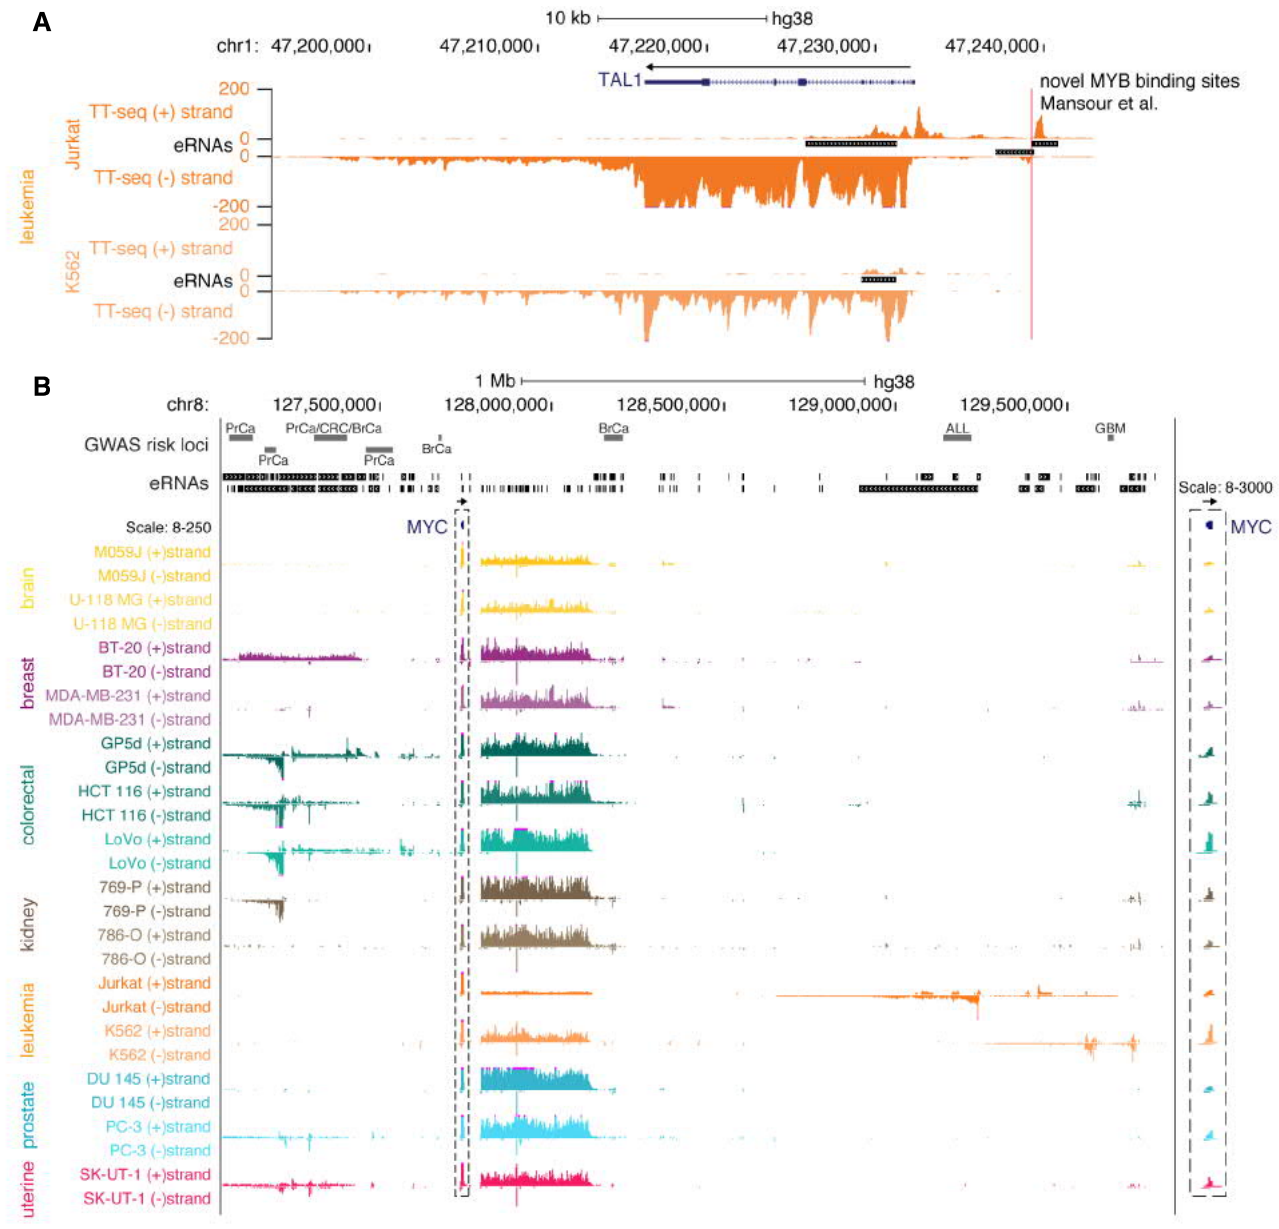 A
10 kb hg38
chr1: 47,200,000 47,210,000 47,220,000 47,230,000 47,240,000
TAL1
novel MYB binding sites
Mansour et al.
leukemia
Jurkat
200
TT-seq (+) strand
0
eRNAs
0
TT-seq (-) strand
-200
K562
200
TT-seq (+) strand
0
eRNAs
0
TT-seq (-) strand
-200
B
1 Mb hg38
chr8: 127,500,000 128,000,000 128,500,000 129,000,000 129,500,000
GWAS risk loci
PrCa PrCa/CRC/BrCa BrCa ALL GBM
PrCa PrCa BrCa
eRNAs
Scale: 8-3000
Scale: 8-250 MYC MYC
brain
M059J (+)strand
M059J (-)strand
U-118 MG (+)strand
U-118 MG (-)strand
breast
BT-20 (+)strand
BT-20 (-)strand
MDA-MB-231 (+)strand
MDA-MB-231 (-)strand
colorectal
GP5d (+)strand
GP5d (-)strand
HCT 116 (+)strand
HCT 116 (-)strand
LoVo (+)strand
LoVo (-)strand
kidney
769-P (+)strand
769-P (-)strand
786-O (+)strand
786-O (-)strand
leukemia
Jurkat (+)strand
Jurkat (-)strand
K562 (+)strand
K562 (-)strand
prostate
DU 145 (+)strand
DU 145 (-)strand
PC-3 (+)strand
PC-3 (-)strand
uterine
SK-UT-1 (+)strand
SK-UT-1 (-)strand